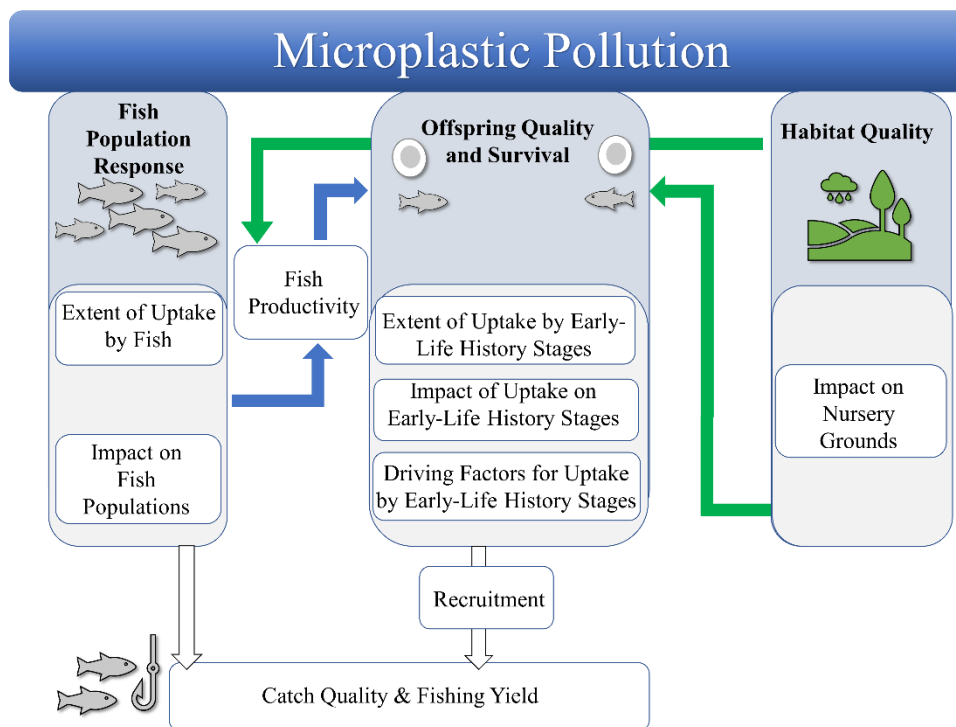 Microplastic Pollution
Fish
Population
Response
Extent of Uptake
by Fish
Impact on
Fish
Populations
Fish
Productivity
Offspring Quality
and Survival
Extent of Uptake by Early-
Life History Stages
Impact of Uptake on
Early-Life History Stages
Driving Factors for Uptake
by Early-Life History Stages
Habitat Quality
Impact on
Nursery
Grounds
Recruitment
Catch Quality & Fishing Yield